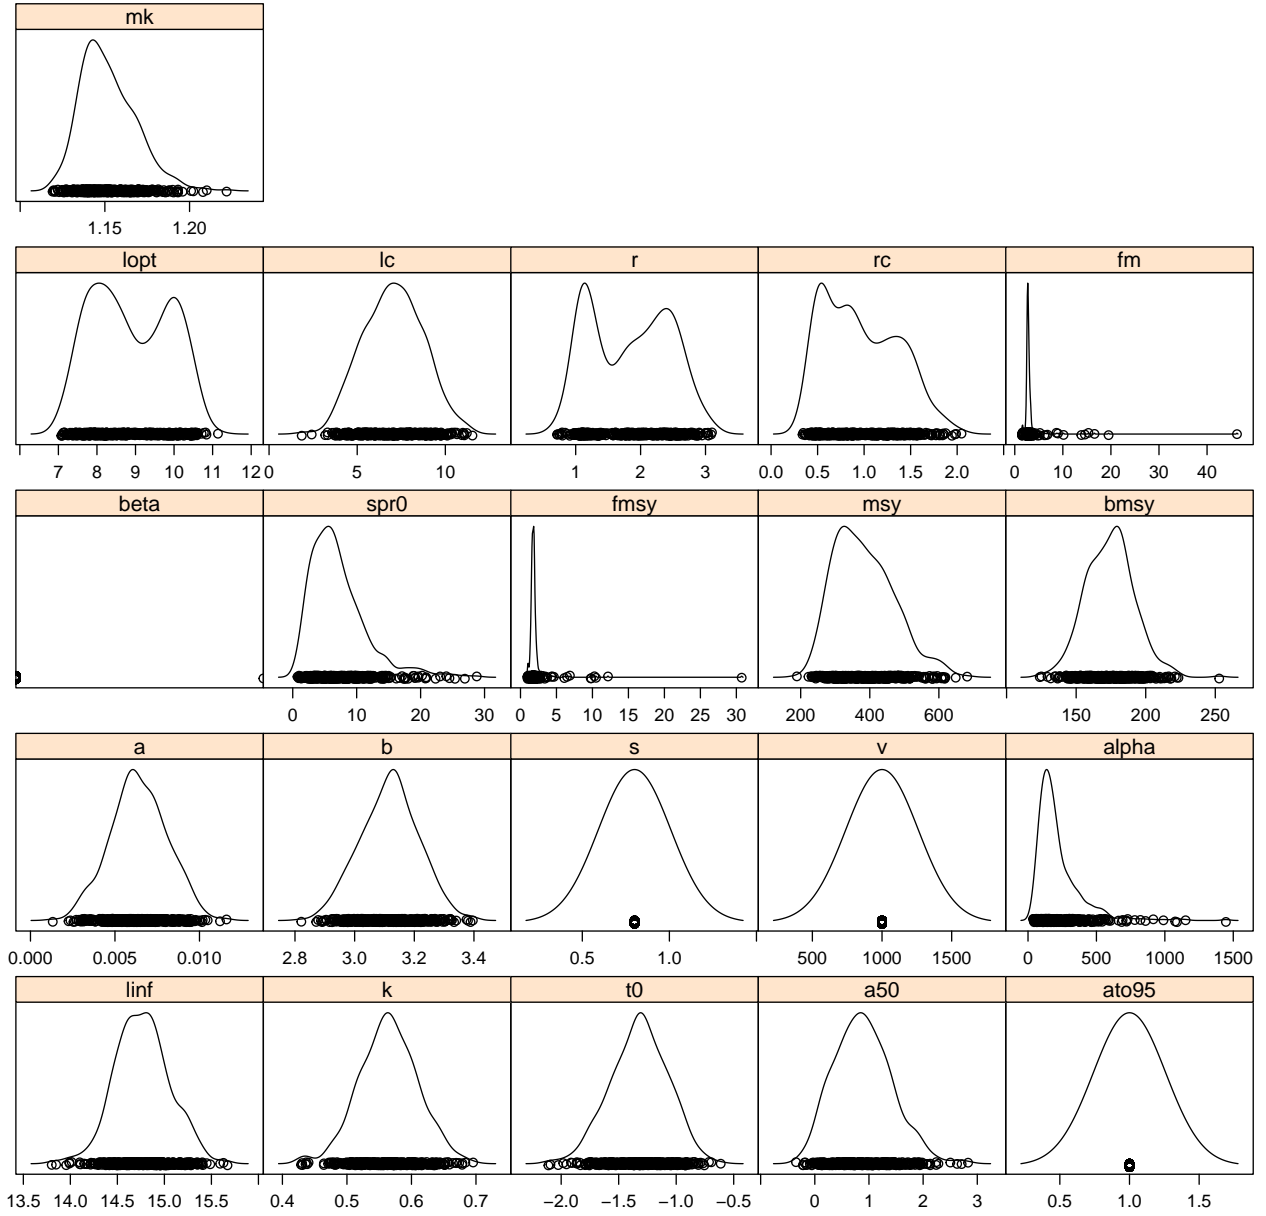 mk
1.15 1.20
lopt lc r rc fm
7 8 9 10 11 12 5 10 1 2 3 0.0 0.5 1.0 1.5 2.0 0 10 20 30 40
beta spr0 fmsy msy bmsy
0 10 20 30 0 5 10 15 20 25 30 200 400 600 150 200 250
a b s v alpha
0.000 0.005 0.010 2.8 3.0 3.2 3.4 0.5 1.0 500 1000 1500 0 500 1000 1500
linf k t0 a50 ato95
13.5 14.0 14.5 15.0 15.5 0.4 0.5 0.6 0.7 −2.0 −1.5 −1.0 −0.5 0 1 2 3 0.5 1.0 1.5